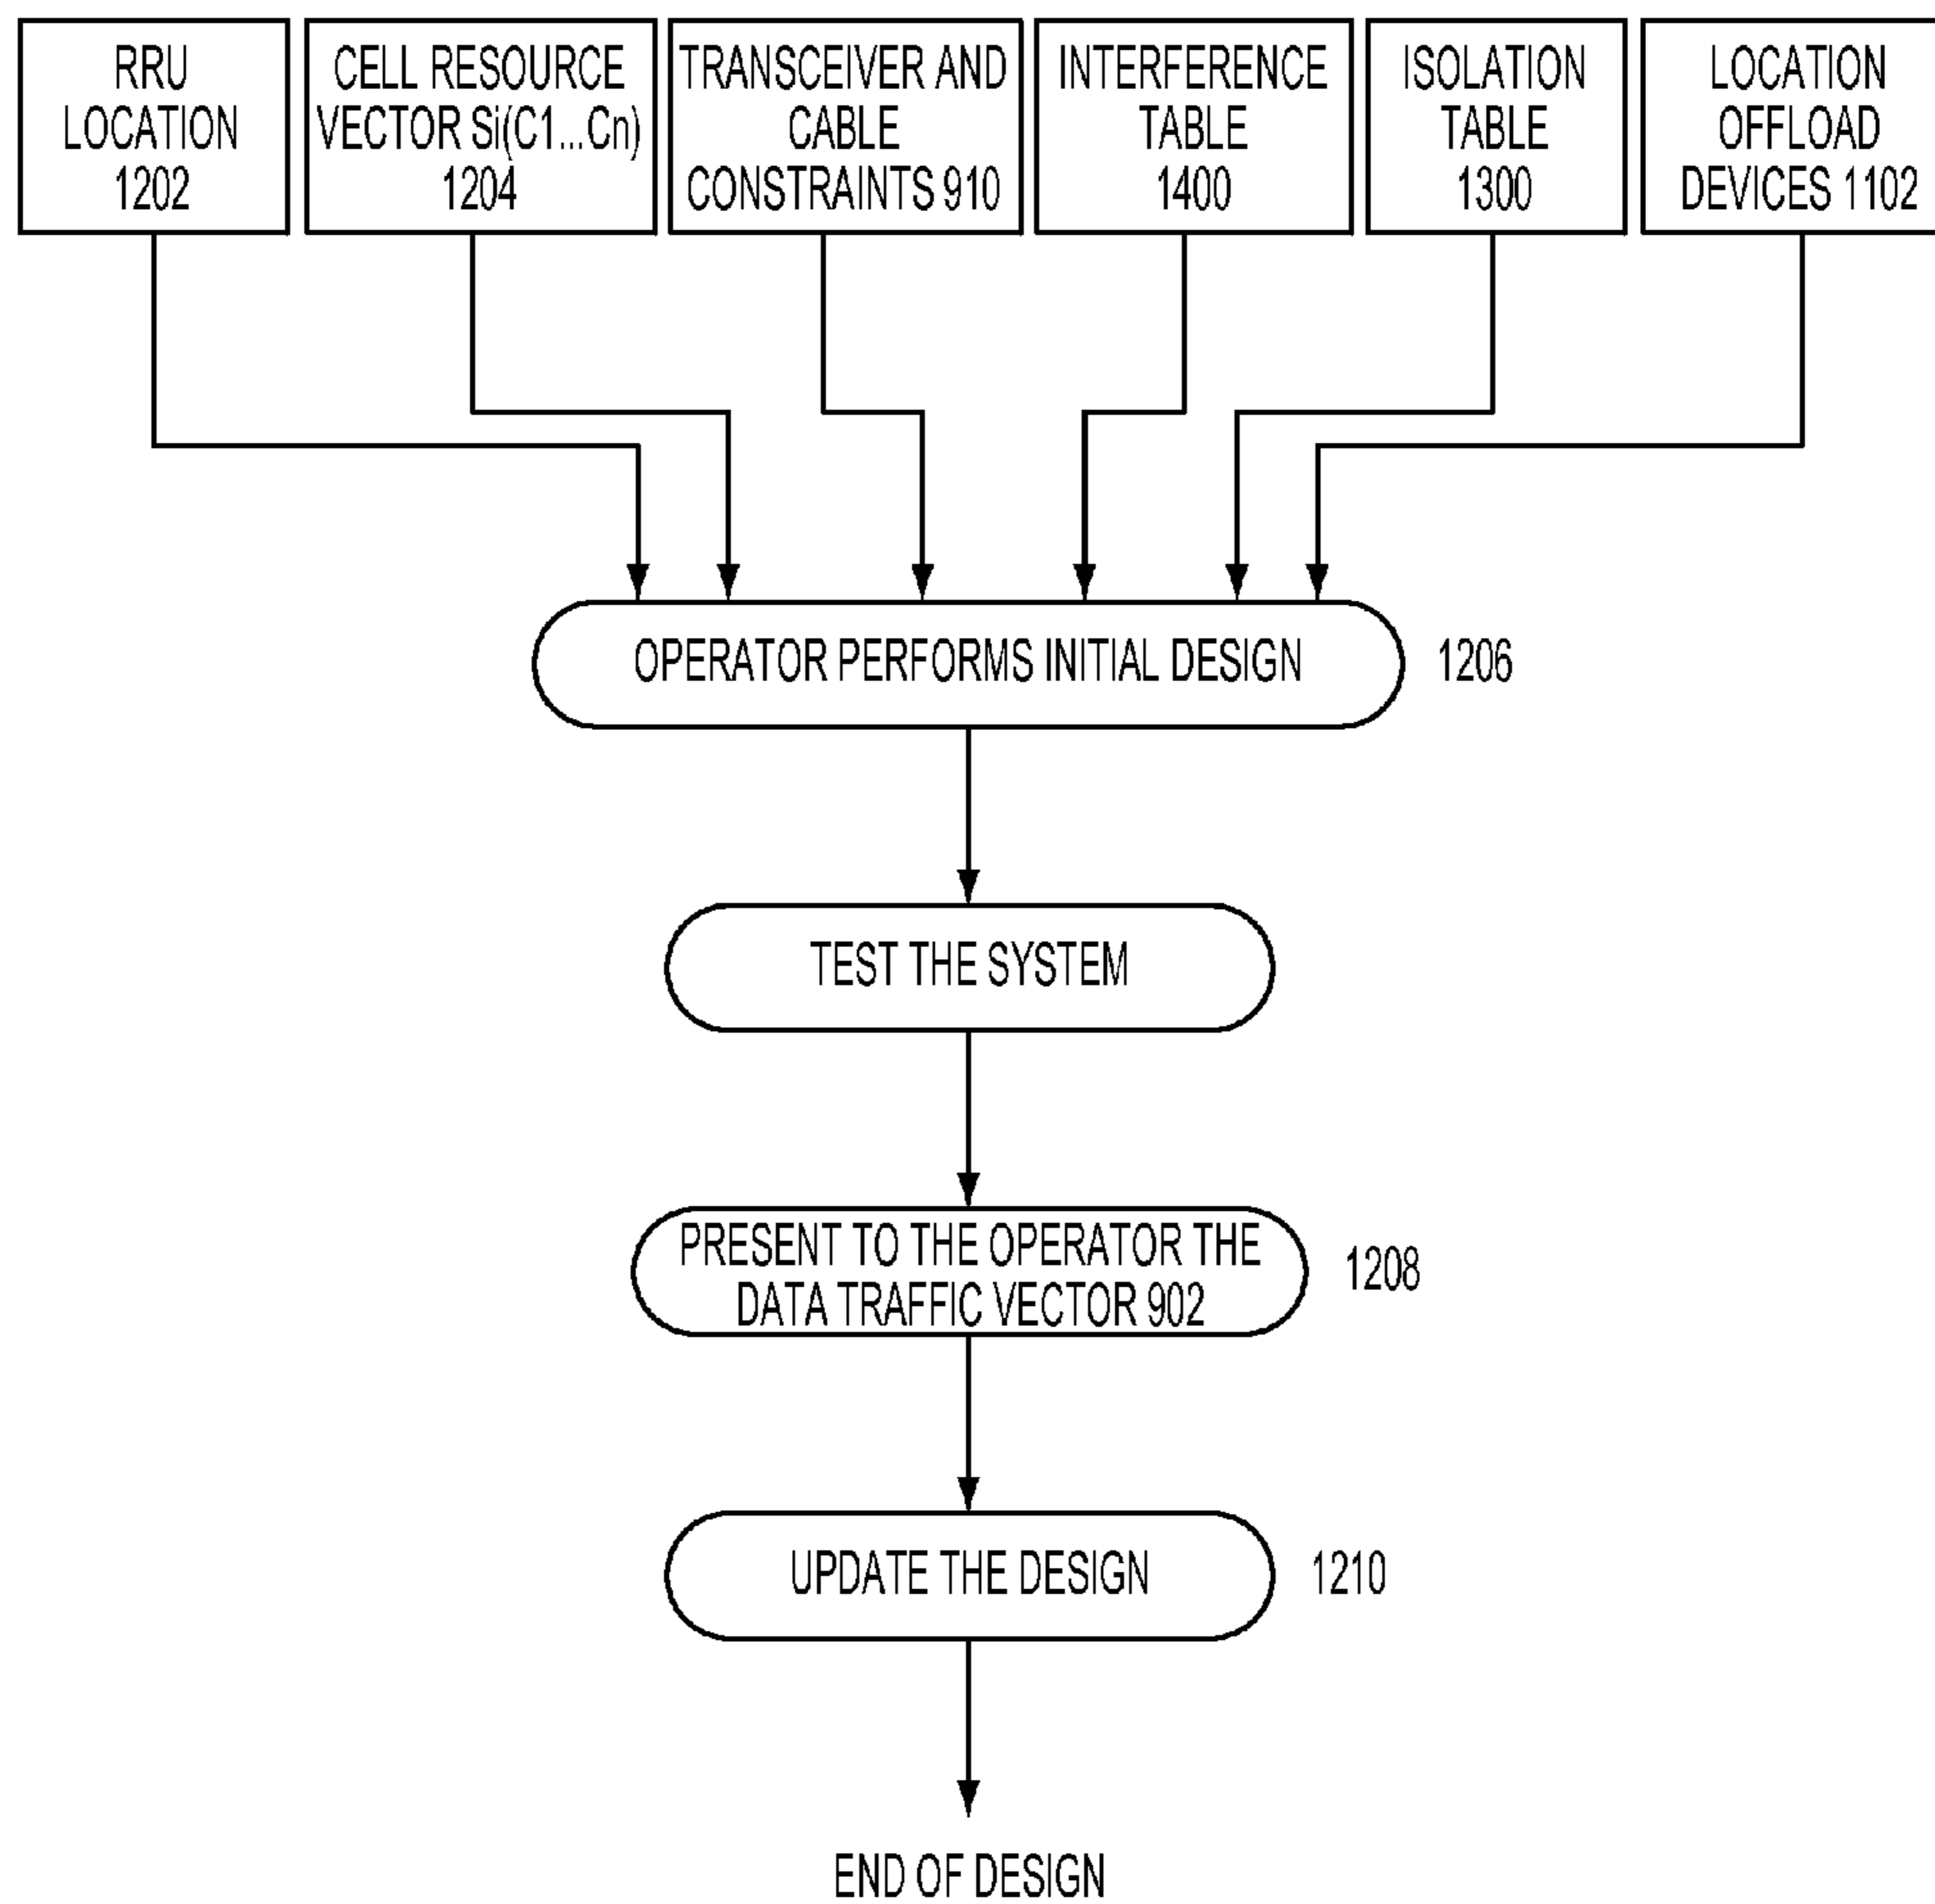 RRU
LOCATION
1202
CELL RESOURCE
VECTOR Si(C1...Cn)
1204
TRANSCEIVER AND
CABLE
CONSTRAINTS 910
INTERFERENCE
TABLE
1400
ISOLATION
TABLE
1300
LOCATION
OFFLOAD
DEVICES 1102
OPERATOR PERFORMS INITIAL DESIGN
1206
TEST THE SYSTEM
PRESENT TO THE OPERATOR THE
DATA TRAFFIC VECTOR 902
1208
UPDATE THE DESIGN
1210
END OF DESIGN